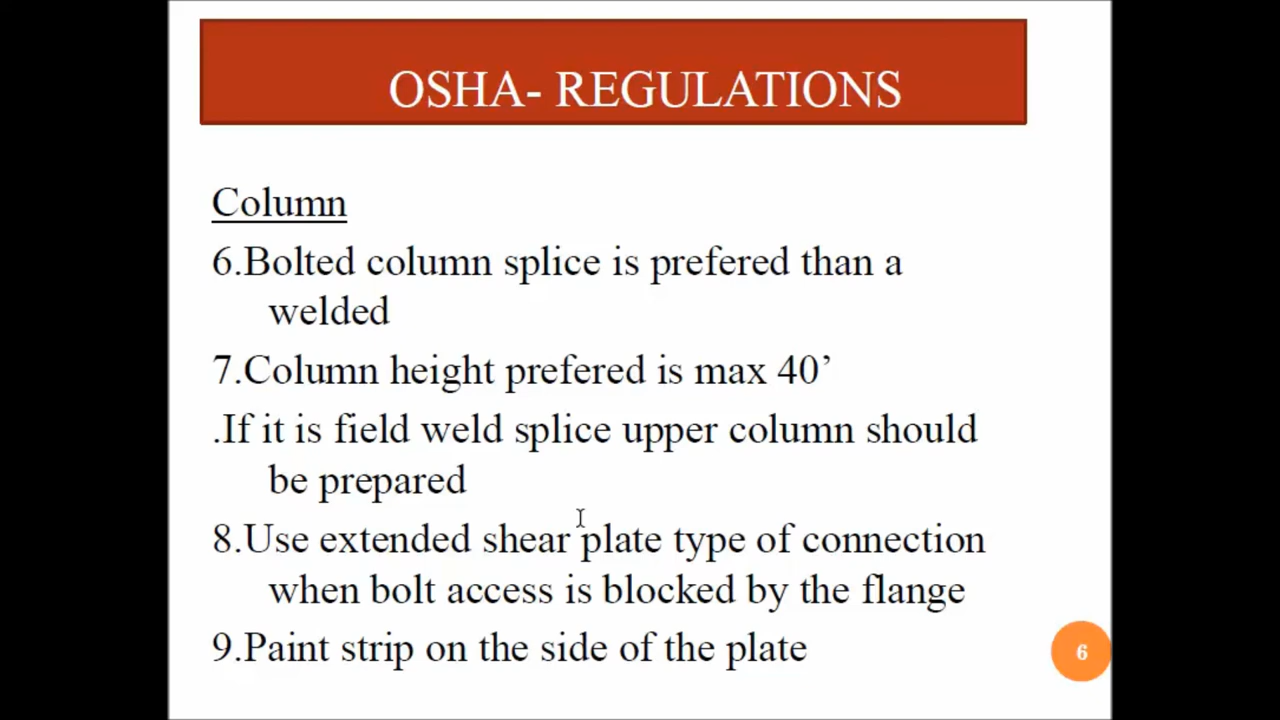 OSHA- REGULATIONS
Column
6.Bolted column splice is prefered than a
welded
7.Column height prefered is max 40’
.If it is field weld splice upper column should
be prepared
8.Use extended shear plate type of connection
when bolt access is blocked by the flange
9.Paint strip on the side of the plate
6